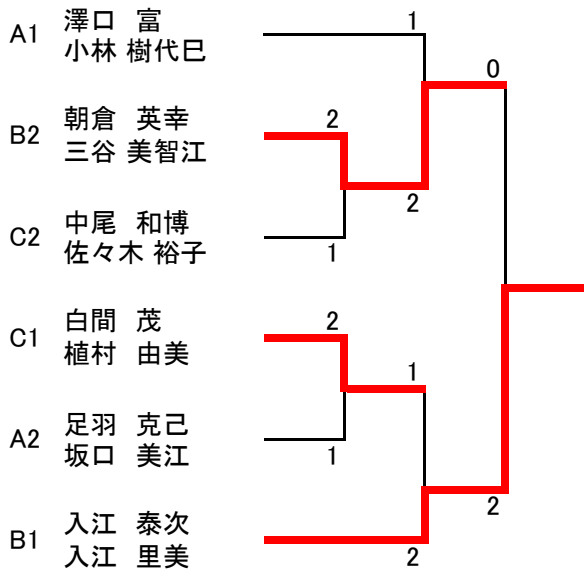 A1 澤口 富
小林 樹代巳
1
0
B2 朝倉 英幸
三谷 美智江
2
2
C2 中尾 和博
佐々木 裕子
1
C1 白間 茂
植村 由美
2
1
A2 足羽 克己
坂口 美江
1
2
B1 入江 泰次
入江 里美
2